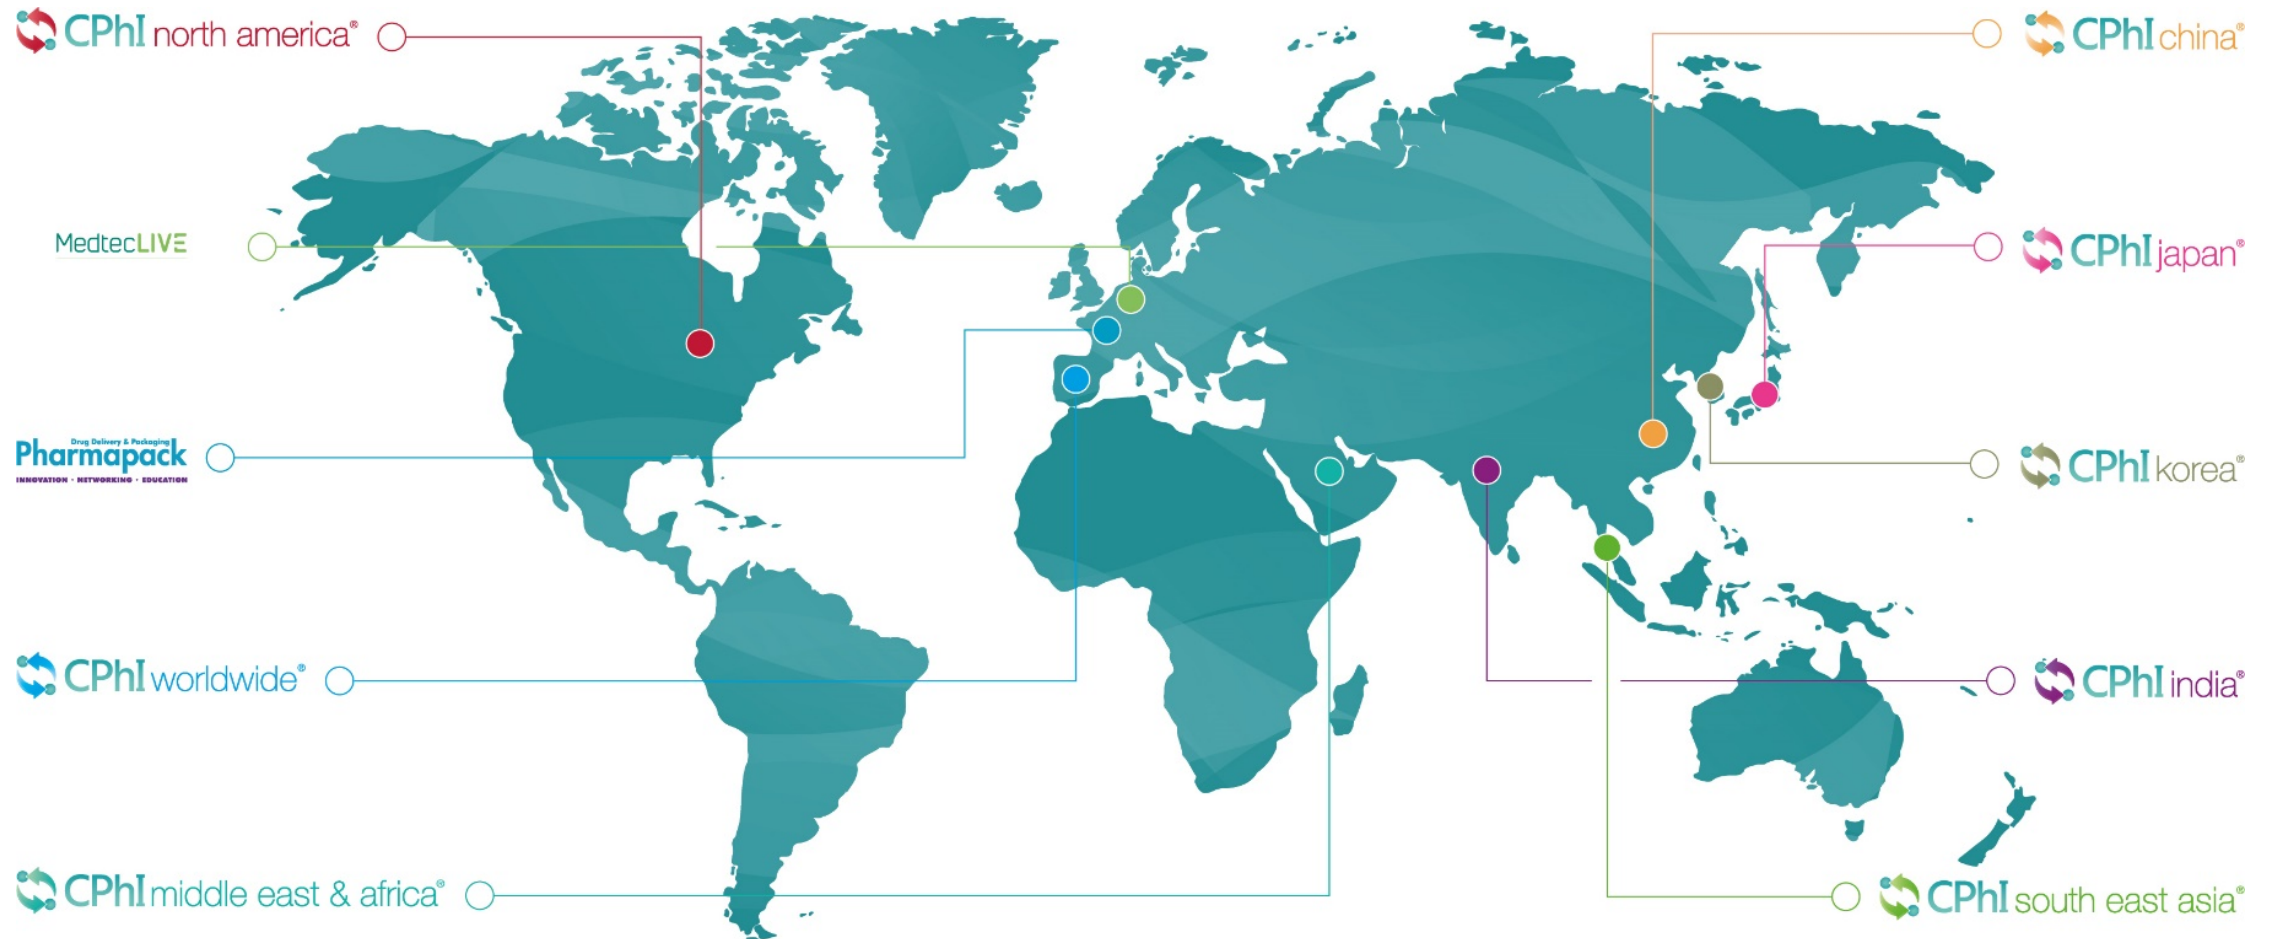 CPhI north america®
MedtecLIVE
Drug Delivery & Packaging
Pharmapack
INNOVATION - NETWORKING - EDUCATION
CPhI worldwide®
CPhI middle east & africa®
CPhI china®
CPhI japan®
CPhI korea®
CPhI india®
CPhI south east asia®